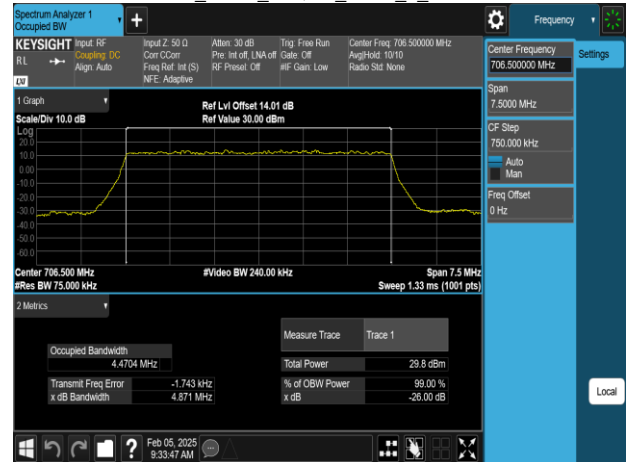 Spectrum Analyzer 1
Occupied BW
Frequency
KEYSIGHT
Input: RF
Coupling: DC
Align: Auto
Input Z: 50 Ω
Corr CCorr
Freq Ref: Int (S)
NFE: Adaptive
Atten: 30 dB
Pre: Int off, LNA off
RF Presel: Off
Trig: Free Run
Gate: Off
#IF Gain: Low
Center Freq: 706.500000 MHz
Avg|Hold: 10/10
Radio Std: None
RL
LXI
1 Graph
Scale/Div 10.0 dB
Ref Lvl Offset 14.01 dB
Ref Value 30.00 dBm
Log
20.0
10.0
0.00
-10.0
-20.0
-30.0
-40.0
-50.0
-60.0
Center 706.500 MHz
#Video BW 240.00 kHz
Span 7.5 MHz
#Res BW 75.000 kHz
Sweep 1.33 ms (1001 pts)
2 Metrics
Measure Trace
Trace 1
Occupied Bandwidth
4.4704 MHz
Total Power
29.8 dBm
Transmit Freq Error
-1.743 kHz
% of OBW Power
99.00 %
x dB Bandwidth
4.871 MHz
x dB
-26.00 dB
Center Frequency
706.500000 MHz
Settings
Span
7.5000 MHz
CF Step
750.000 kHz
Auto
Man
Freq Offset
0 Hz
Local
?
Feb 05, 2025
9:33:47 AM